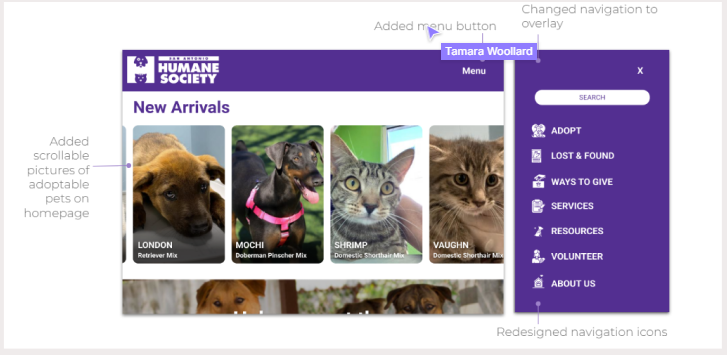 Changed navigation to
overlay
Added menu button
Tamara Woollard
SAN ANTONIO
HUMANE
SOCIETY
Menu
X
New Arrivals
SEARCH
Added
scrollable
pictures of
adoptable
pets on
homepage
LONDON
Retriever Mix
MOCHI
Doberman Pinscher Mix
SHRIMP
Domestic Shorthair Mix
VAUGHN
Domestic Shorthair Mix
ADOPT
LOST & FOUND
WAYS TO GIVE
SERVICES
RESOURCES
VOLUNTEER
ABOUT US
Redesigned navigation icons